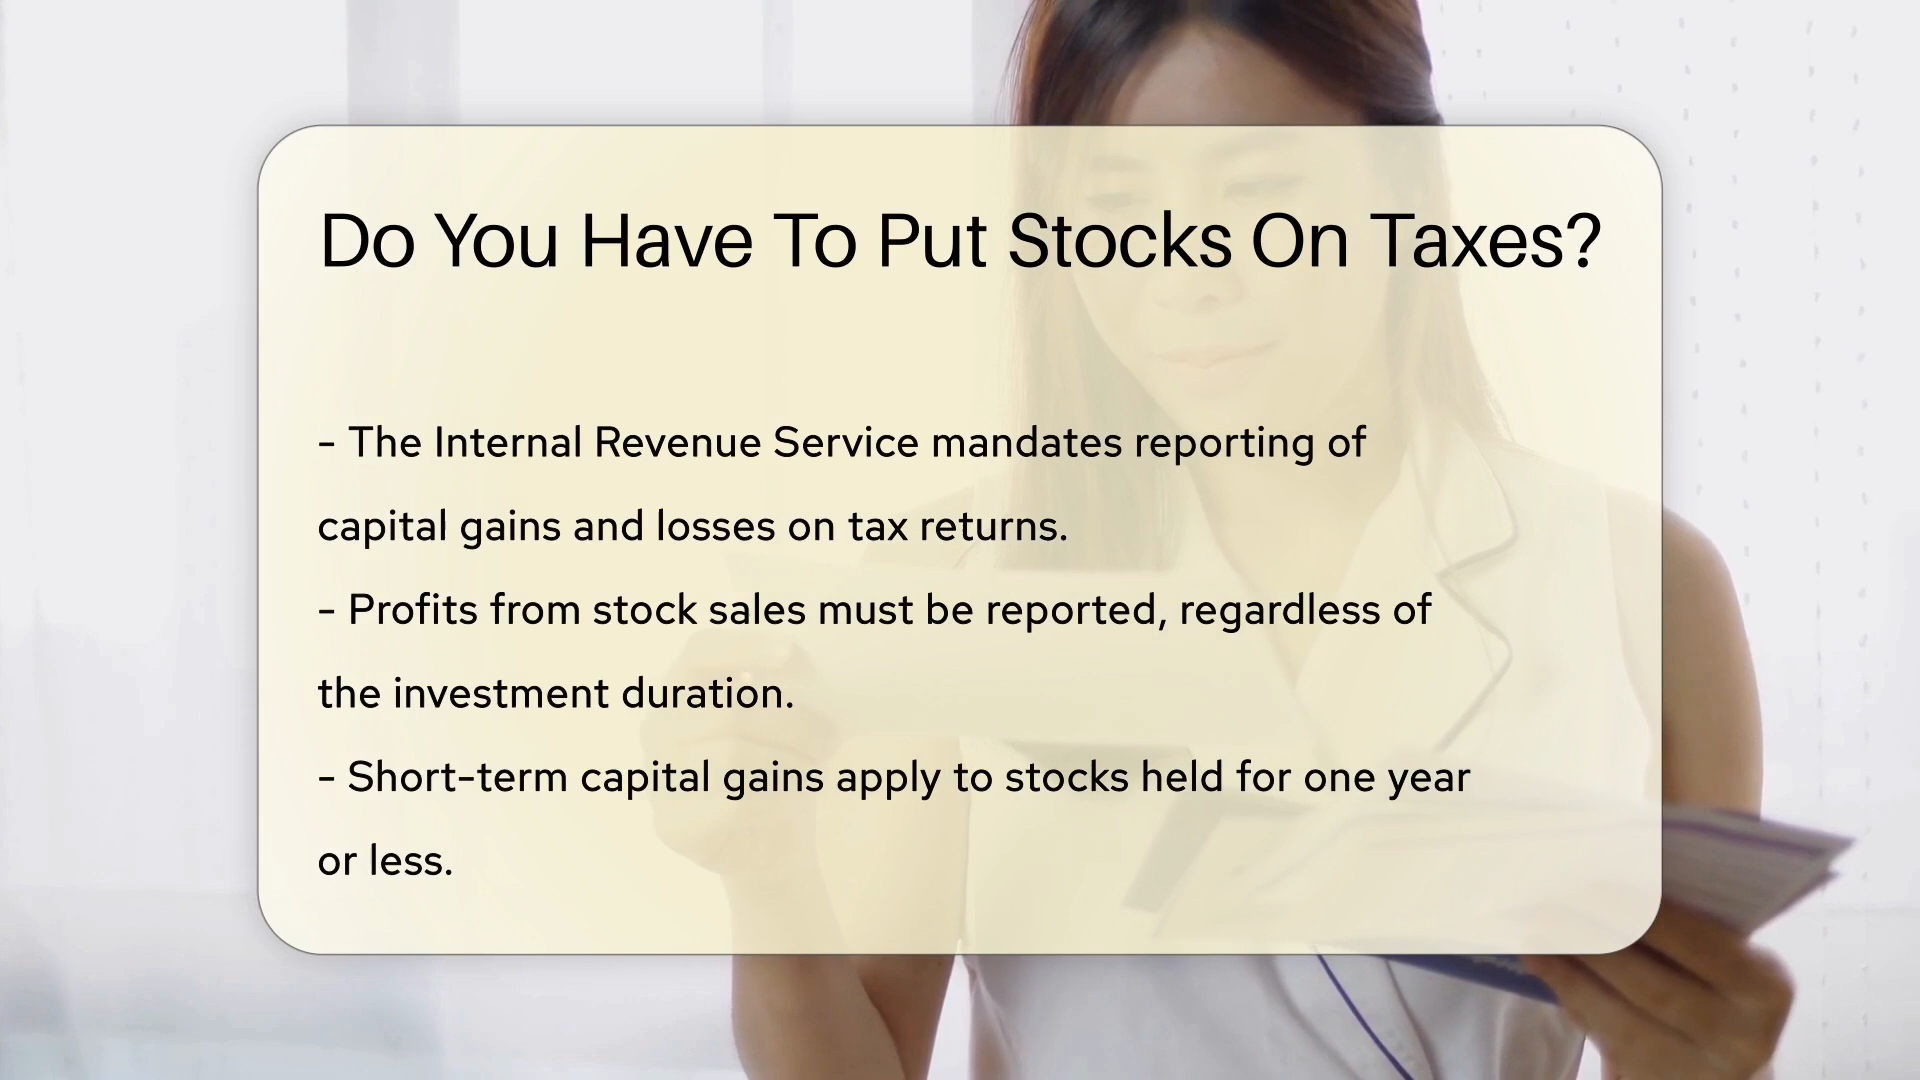 Do You Have To Put Stocks On Taxes?
- The Internal Revenue Service mandates reporting of
capital gains and losses on tax returns.
- Profits from stock sales must be reported, regardless of
the investment duration.
- Short-term capital gains apply to stocks held for one year
or less.